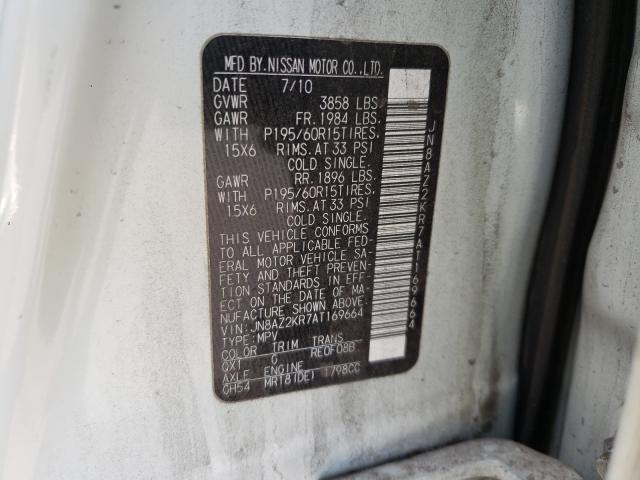 MFD BY.NISSAN MOTOR CO.,LTD.
DATE 7/10
GVWR 3858 LBS.
GAWR FR.1984 LBS.
WITH P195/60R15TIRES.
15X6 RIMS.AT 33 PSI
COLD SINGLE.
GAWR RR.1896 LBS.
WITH P195/60R15TIRES.
15X6 RIMS.AT 33 PSI
COLD SINGLE.
THIS VEHICLE CONFORMS
TO ALL APPLICABLE FED-
ERAL MOTOR VEHICLE SA-
FETY AND THEFT PREVEN-
TION STANDARDS IN EFF-
ECT ON THE DATE OF MA-
NUFACTURE SHOWN ABOVE.
VIN: JN8AZ2KR7AT169664
MPV
COLOR TRIM TRANS
QX1 G RE0F08B
AXLE ENGINE
GH54 MR18(DE) 1798CC
JN8AZ2KR7AT169664